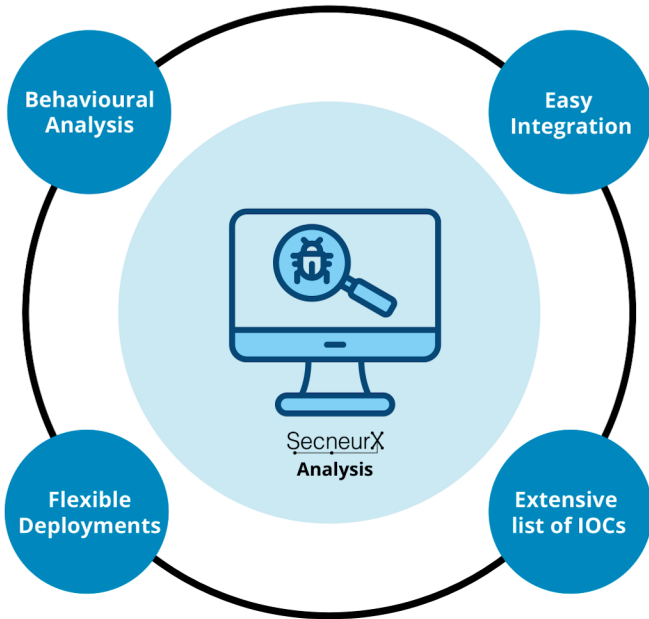 Behavioural
Analysis
Easy
Integration
SecneurX
Analysis
Flexible
Deployments
Extensive
list of IOCs